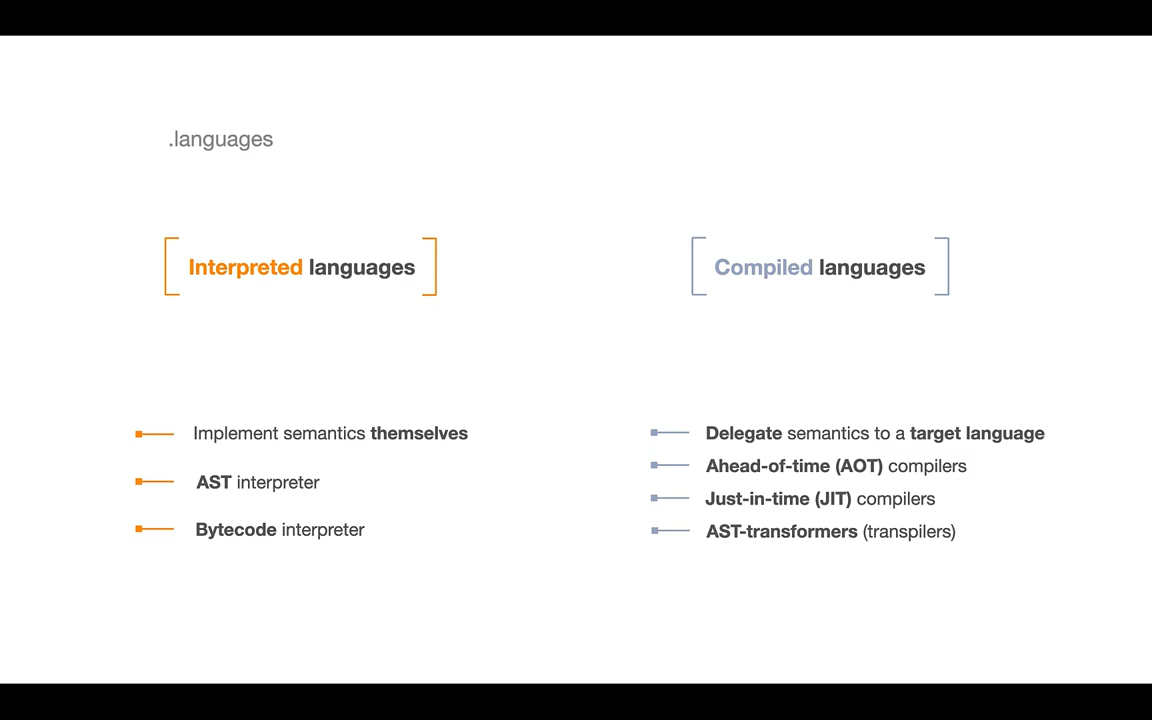 .languages
Interpreted languages
Compiled languages
Implement semantics themselves
AST interpreter
Bytecode interpreter
Delegate semantics to a target language
Ahead-of-time (AOT) compilers
Just-in-time (JIT) compilers
AST-transformers (transpilers)